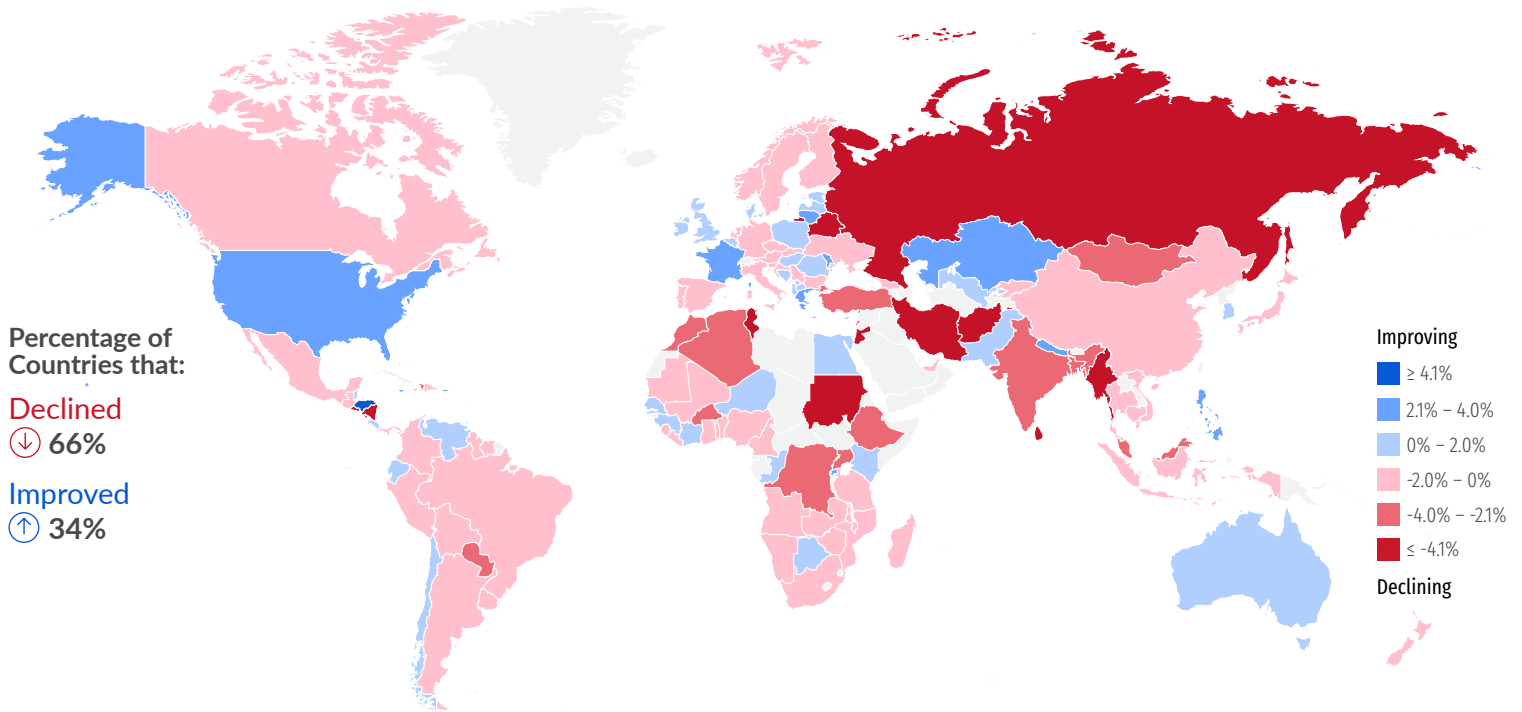 Percentage of
Countries that:
Declined
66%
Improved
34%
Improving
≥ 4.1%
2.1% – 4.0%
0% – 2.0%
-2.0% – 0%
-4.0% – -2.1%
≤ -4.1%
Declining